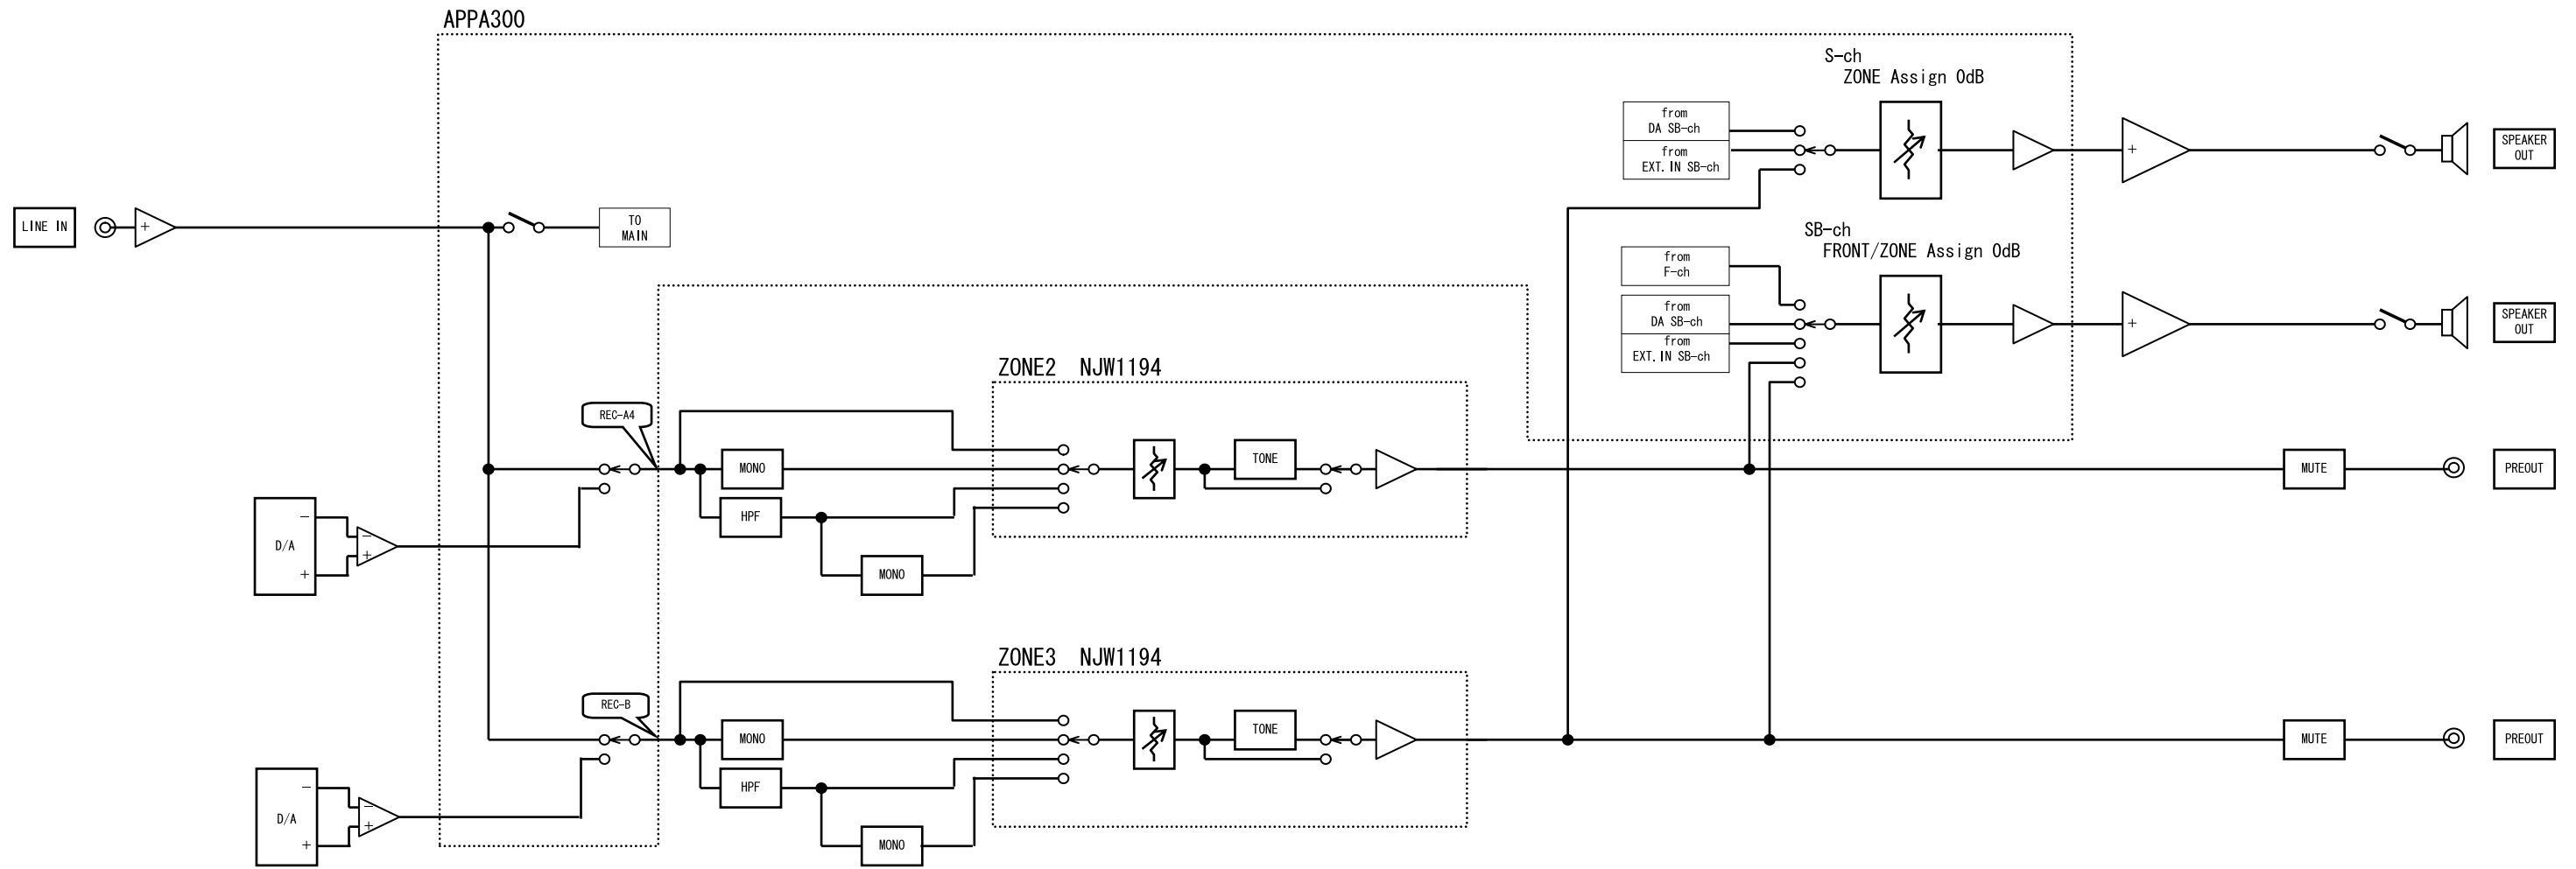 APPA300
S-ch
ZONE Assign 0dB
from
DA SB-ch
from
EXT.IN SB-ch
+
SPEAKER
OUT
LINE IN
+
TO
MAIN
SB-ch
FRONT/ZONE Assign 0dB
from
F-ch
from
DA SB-ch
from
EXT.IN SB-ch
+
SPEAKER
OUT
ZONE2 NJW1194
REC-A4
MONO
TONE
MUTE
PREOUT
HPF
D/A
−
+
−
+
MONO
ZONE3 NJW1194
REC-B
MONO
TONE
MUTE
PREOUT
HPF
D/A
−
+
−
+
MONO